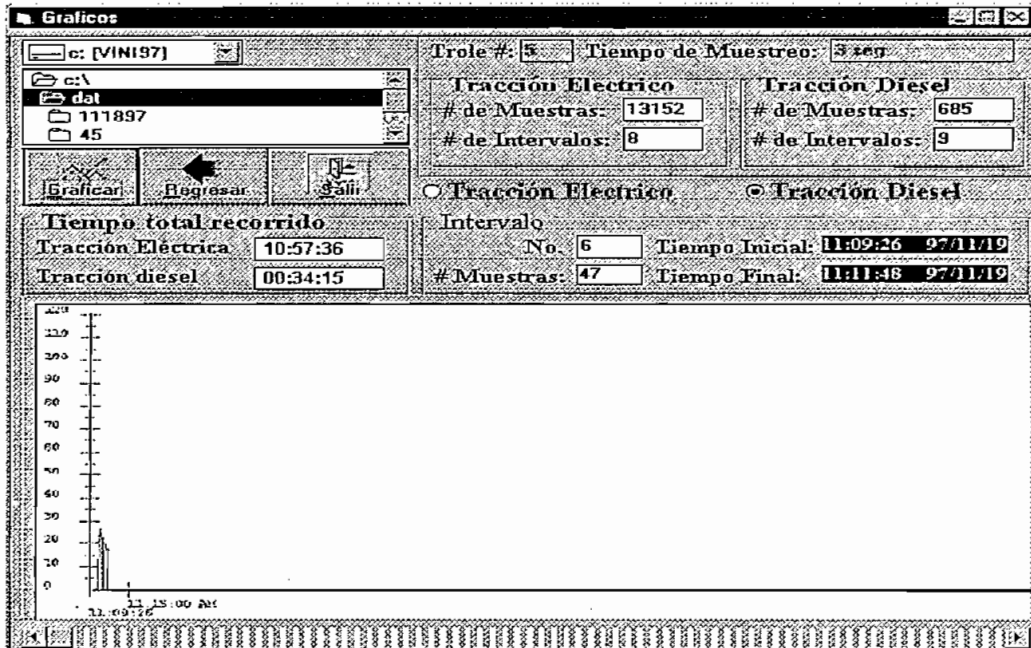 Graficos
c: [VINI97]
c:\
dat
111897
45
Graficar
Regresar
Salir
Trole #: 5 Tiempo de Muestreo: 3 seg
Tracción Electrico
# de Muestras: 13152
# de Intervalos: 8
Tracción Diesel
# de Muestras: 685
# de Intervalos: 9
Tracción Electrico
Tracción Diesel
Tiempo total recorrido
Tracción Eléctrica 10:57:36
Tracción diesel 00:34:15
Intervalo
No. 6 Tiempo Inicial: 11:09:26 97/11/19
# Muestras: 47 Tiempo Final: 11:11:48 97/11/19
90
80
70
60
50
40
30
20
10
0
11:09:26